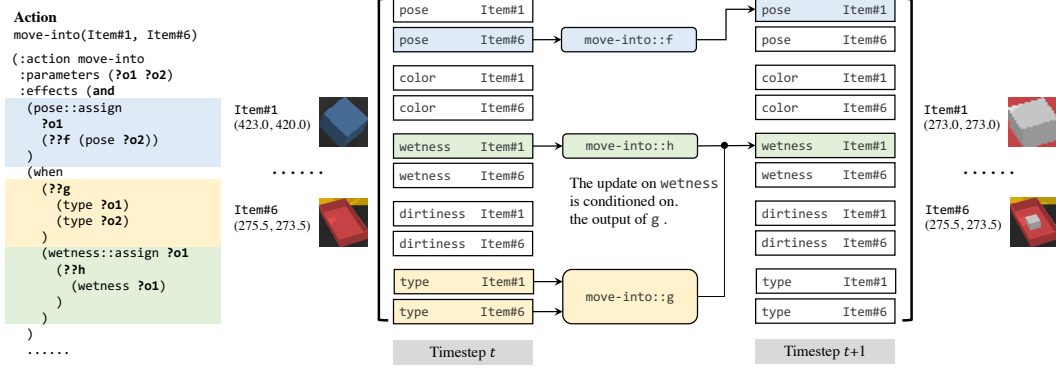 Action
move-into(Item#1, Item#6)
(:action move-into
:parameters (?o1 ?o2)
:effects (and
(pose::assign
?o1
(??f (pose ?o2))
)
(when
(??g
(type ?o1)
(type ?o2)
)
(wetness::assign ?o1
(??h
(wetness ?o1)
)
)
)
......
Item#1
(423.0, 420.0)
......
Item#6
(275.5, 273.5)
pose Item#1
pose Item#6
color Item#1
color Item#6
wetness Item#1
wetness Item#6
dirtiness Item#1
dirtiness Item#6
type Item#1
type Item#6
Timestep t
move-into::f
move-into::h
The update on wetness
is conditioned on.
the output of g .
move-into::g
pose Item#1
pose Item#6
color Item#1
color Item#6
wetness Item#1
wetness Item#6
dirtiness Item#1
dirtiness Item#6
type Item#1
type Item#6
Timestep t+1
Item#1
(273.0, 273.0)
......
Item#6
(275.5, 273.5)